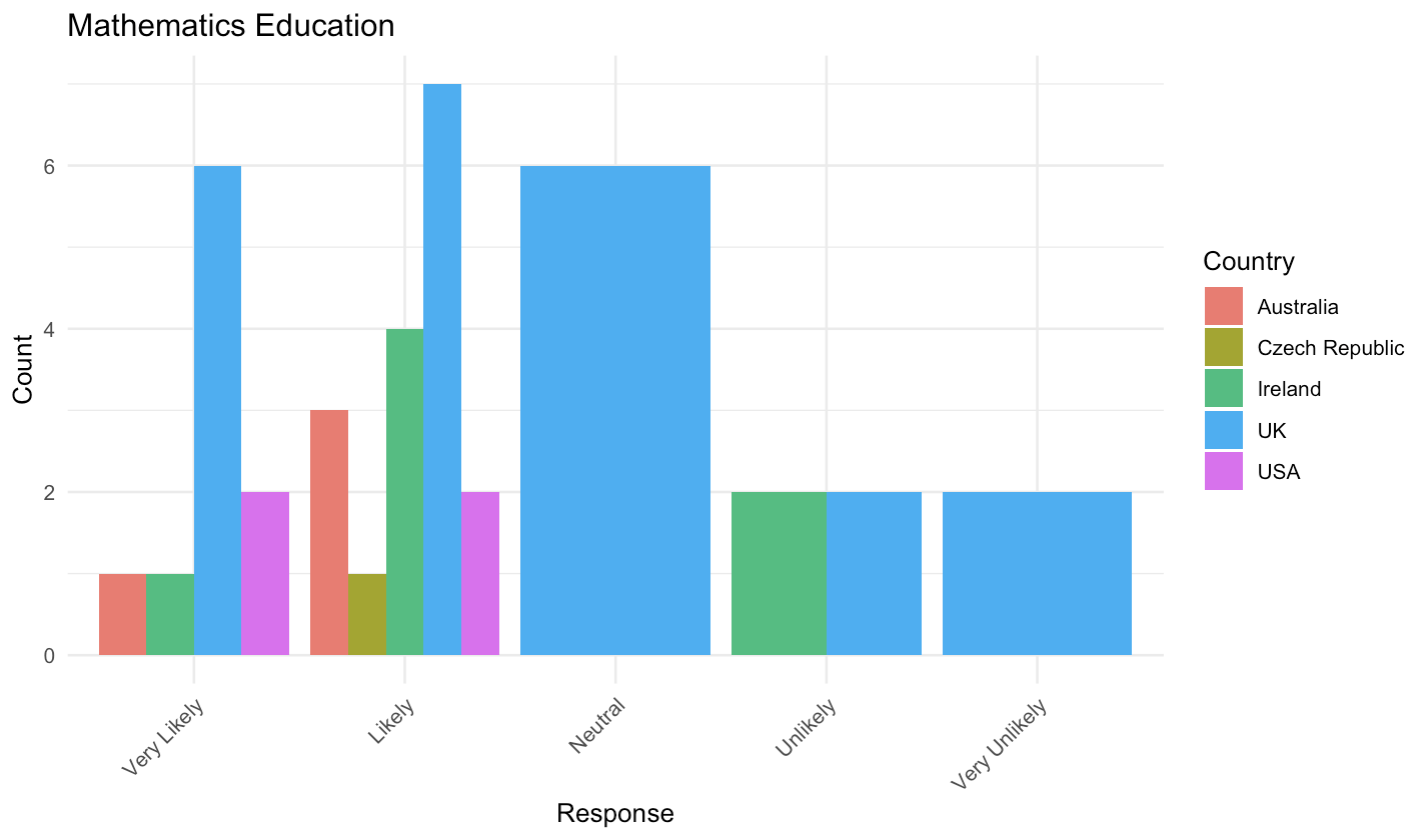 Mathematics Education
6
4
2
0
Count
Very Likely
Likely
Neutral
Unlikely
Very Unlikely
Response
Country
Australia
Czech Republic
Ireland
UK
USA